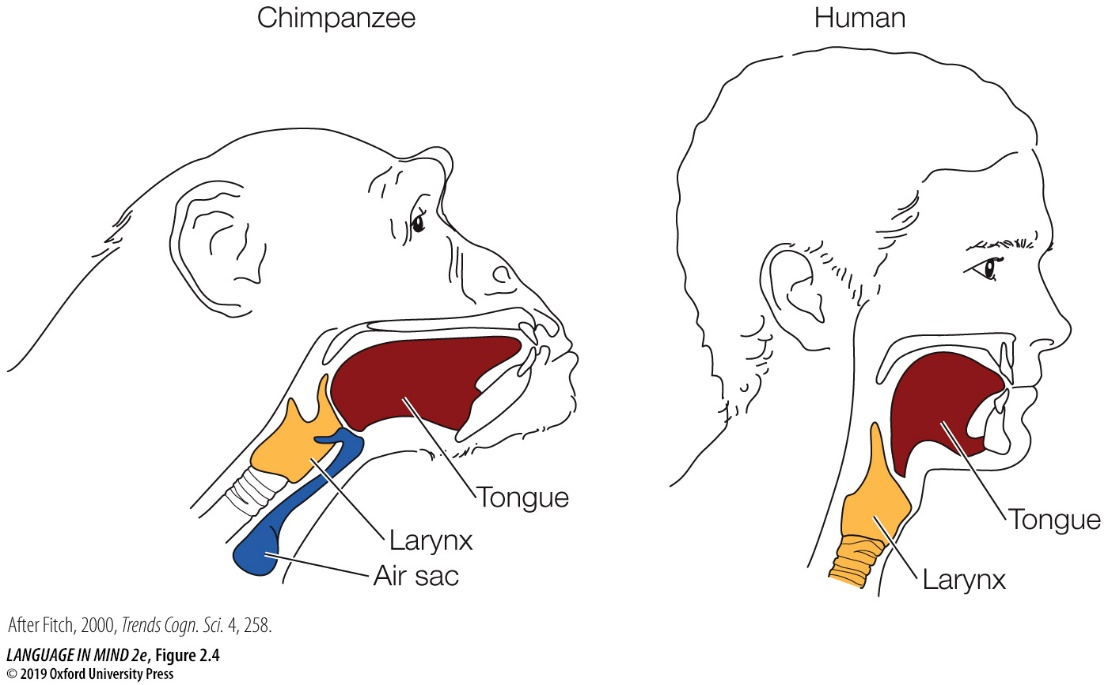 Chimpanzee
Human
Tongue
Larynx
Air sac
Tongue
Larynx
After Fitch, 2000, Trends Cogn. Sci. 4, 258.
LANGUAGE IN MIND 2e, Figure 2.4
© 2019 Oxford University Press